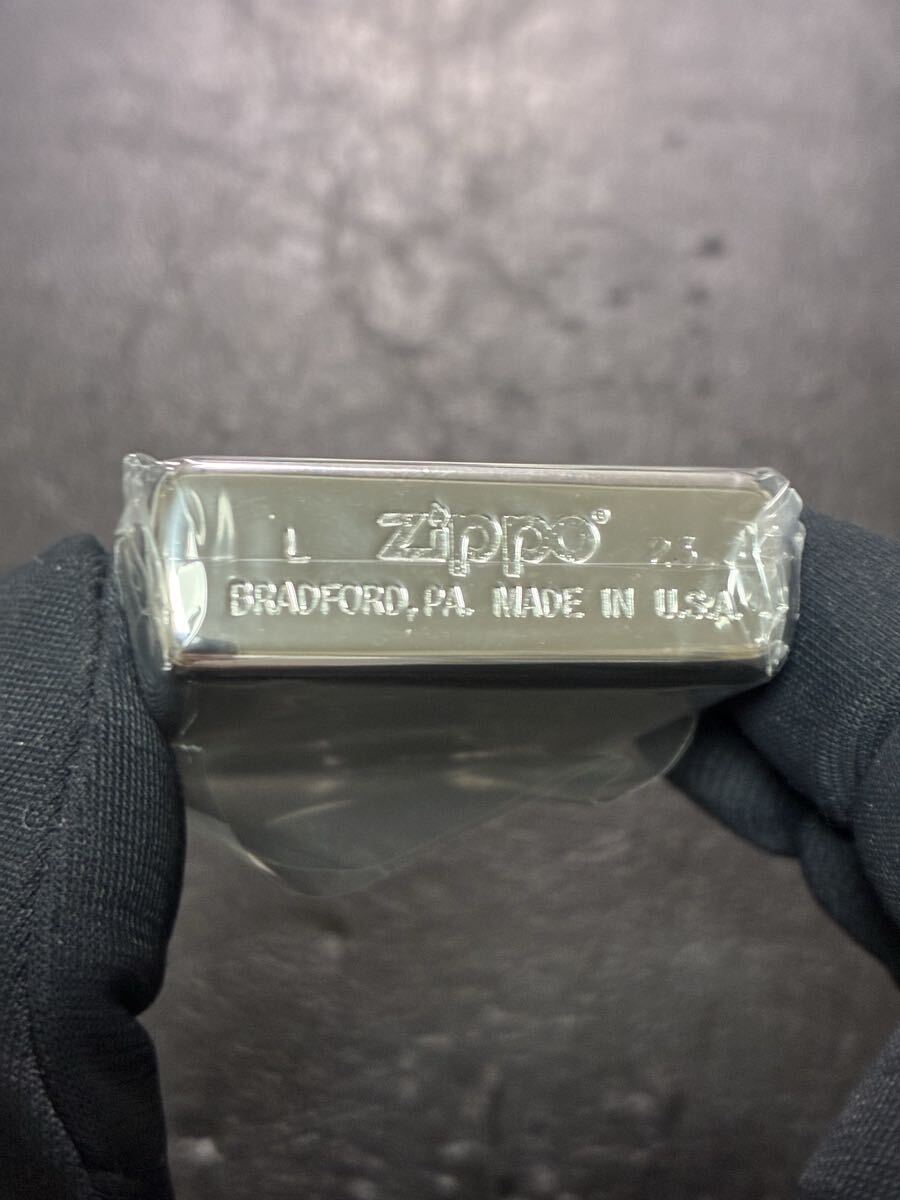 L Zippo® 23
BRADFORD, PA. MADE IN U.S.A.